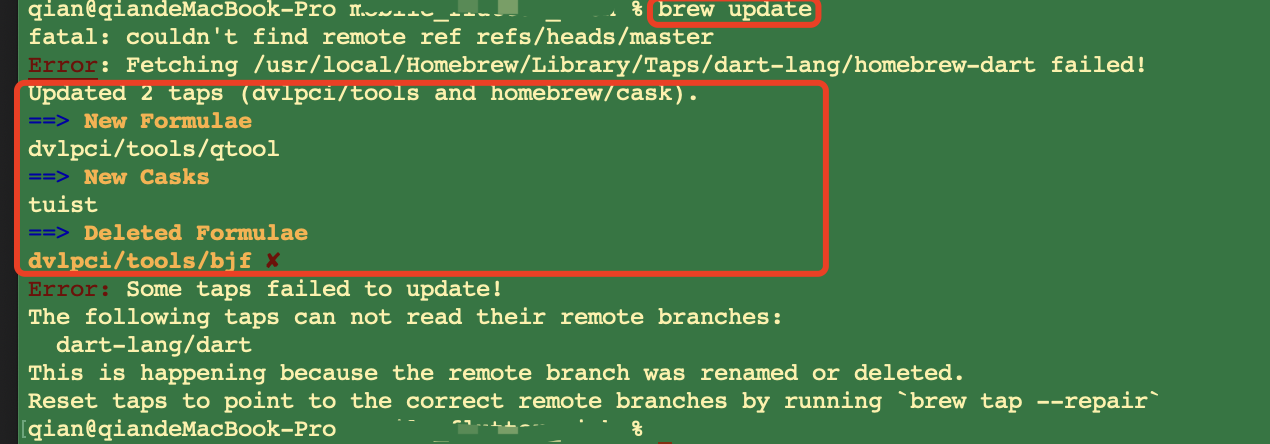 qian@qiandeMacBook-Pro % brew update
fatal: couldn't find remote ref refs/heads/master
Error: Fetching /usr/local/Homebrew/Library/Taps/dart-lang/homebrew-dart failed!
Updated 2 taps (dvlpci/tools and homebrew/cask).
==> New Formulae
dvlpci/tools/qtool
==> New Casks
tuist
==> Deleted Formulae
dvlpci/tools/bjf ✘
Error: Some taps failed to update!
The following taps can not read their remote branches:
  dart-lang/dart
This is happening because the remote branch was renamed or deleted.
Reset taps to point to the correct remote branches by running `brew tap --repair`
[qian@qiandeMacBook-Pro %